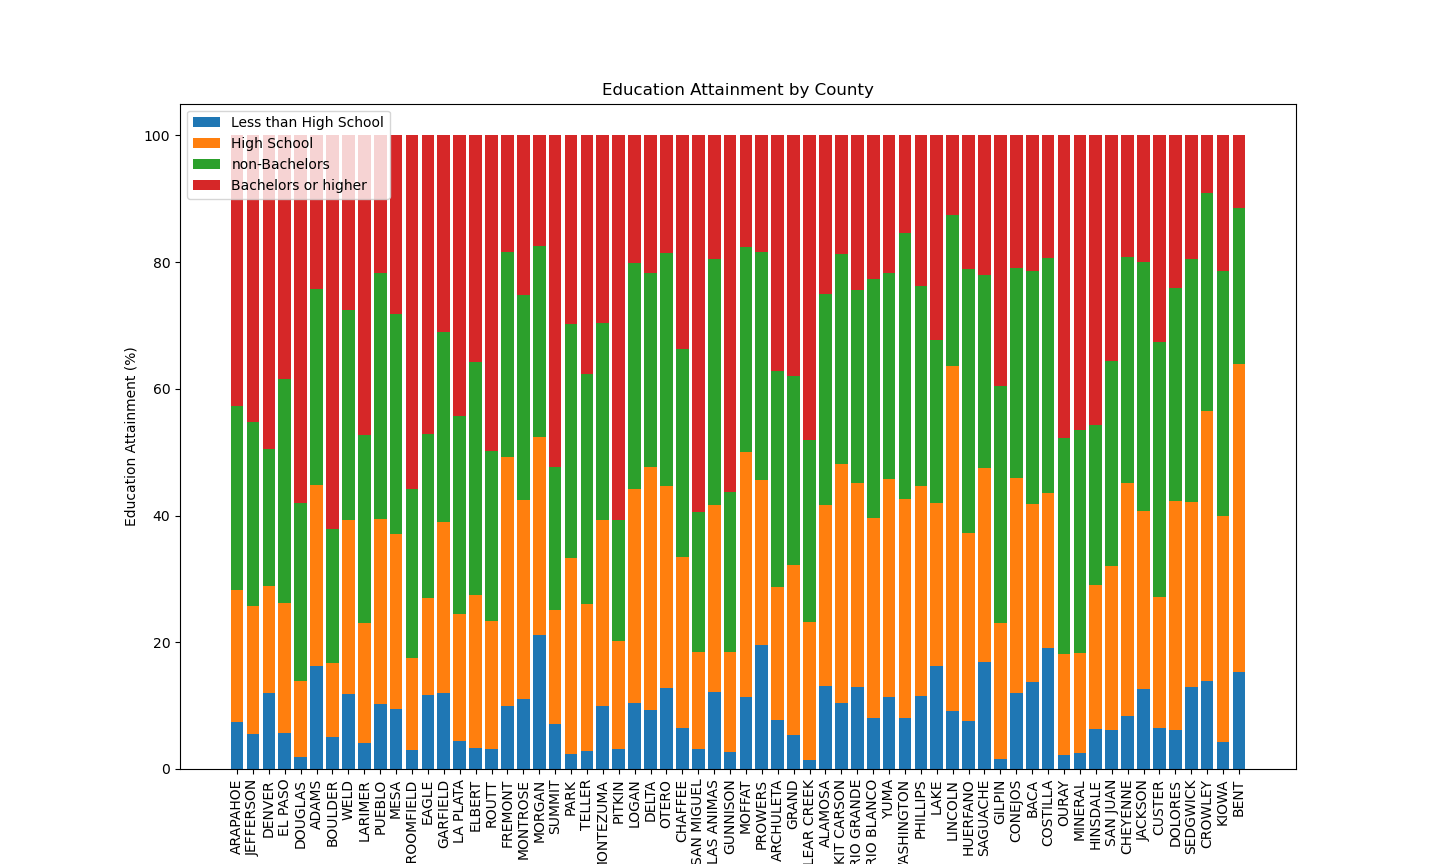 Education Attainment by County
Less than High School
High School
non-Bachelors
Bachelors or higher
Education Attainment (%)
100
80
60
40
20
0
ARAPAHOE
JEFFERSON
DENVER
EL PASO
DOUGLAS
ADAMS
BOULDER
WELD
LARIMER
PUEBLO
MESA
ROOMFIELD
EAGLE
GARFIELD
LA PLATA
ELBERT
ROUTT
FREMONT
MONTROSE
MORGAN
SUMMIT
PARK
TELLER
ONTEZUMA
PITKIN
LOGAN
DELTA
OTERO
CHAFFEE
SAN MIGUEL
LAS ANIMAS
GUNNISON
MOFFAT
PROWERS
ARCHULETA
GRAND
LEAR CREEK
ALAMOSA
KIT CARSON
RIO GRANDE
RIO BLANCO
YUMA
ASHINGTON
PHILLIPS
LAKE
LINCOLN
HUERFANO
SAGUACHE
GILPIN
CONEJOS
BACA
COSTILLA
OURAY
MINERAL
HINSDALE
SAN JUAN
CHEYENNE
JACKSON
CUSTER
DOLORES
SEDGWICK
CROWLEY
KIOWA
BENT